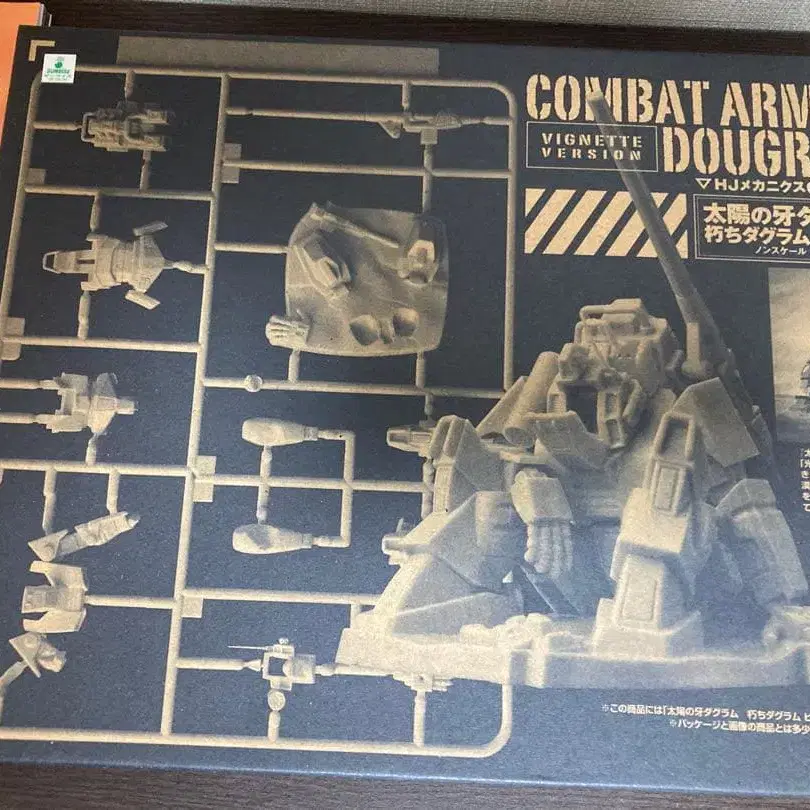 SUNRISE
COMBAT ARM
VIGNETTE
VERSION
DOUGR
▽HJメカニクス
太陽の牙ダ
朽ちダグラム
ノンスケール
※この商品には「太陽の牙ダグラム 朽ちダグラム ビ
※パッケージと画像の商品とは多少